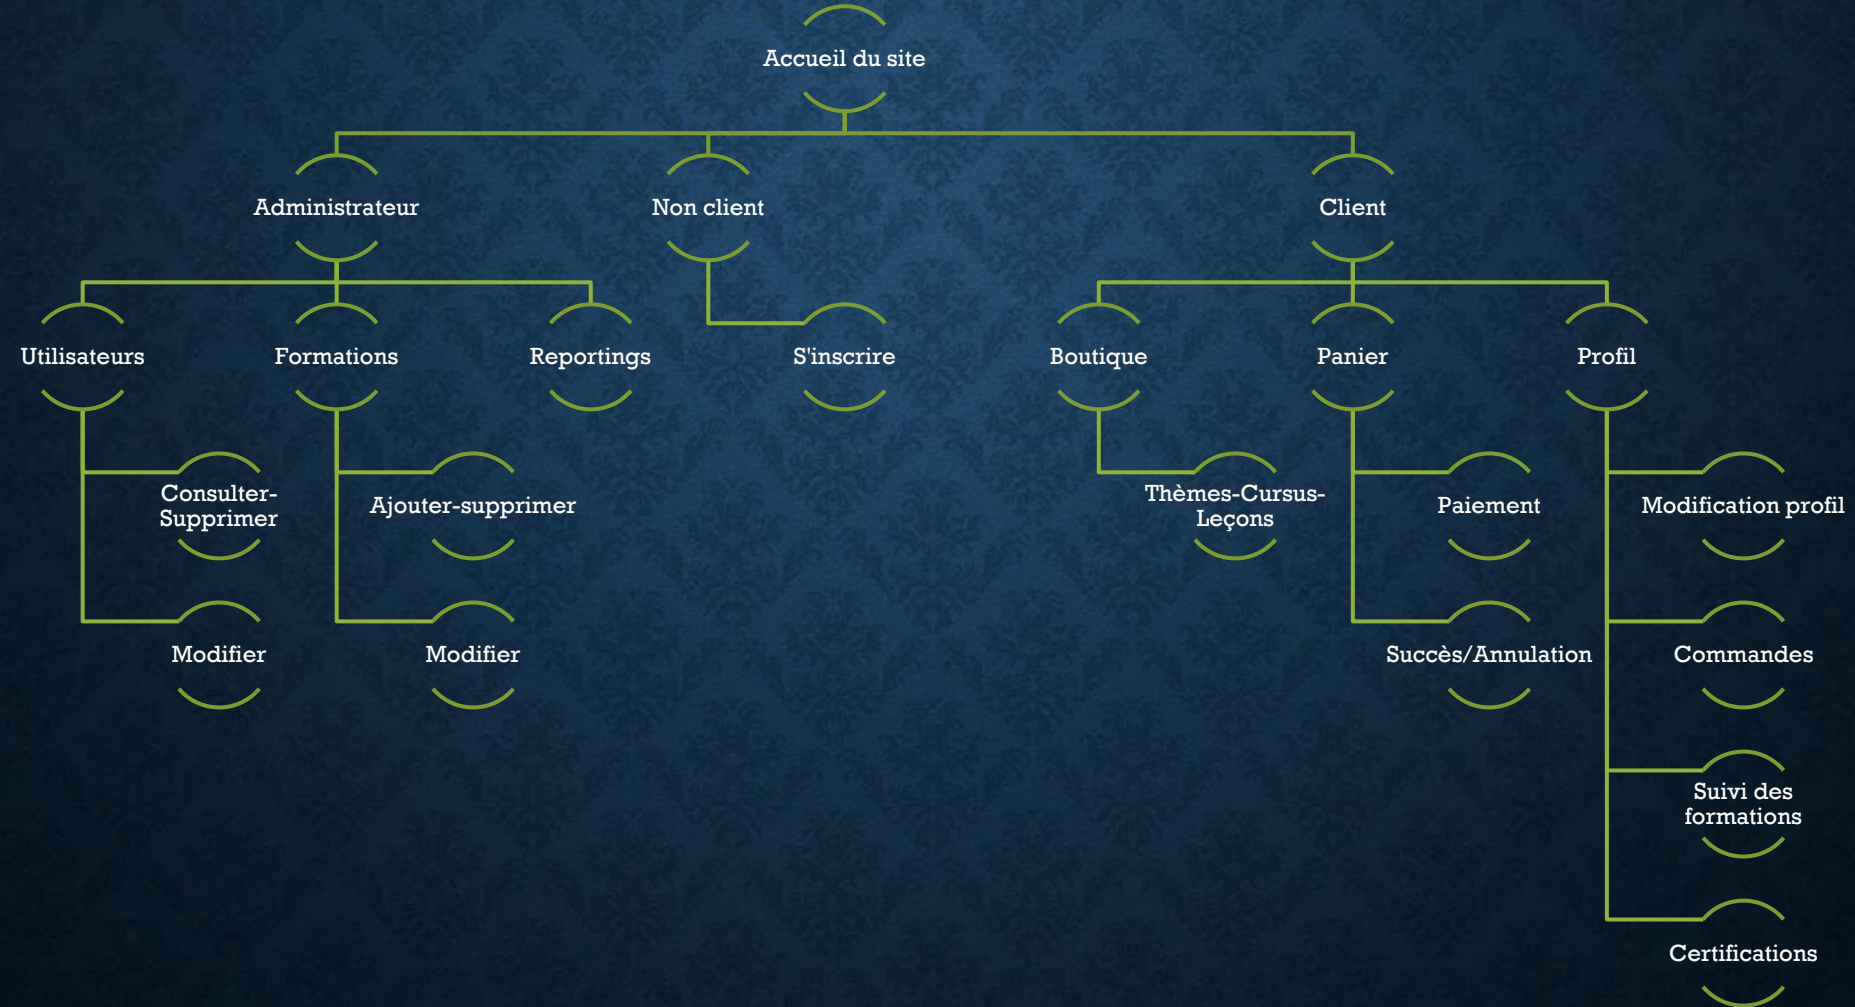 Accueil du site
Administrateur
Non client
Client
Utilisateurs
Formations
Reportings
S'inscrire
Boutique
Panier
Profil
Consulter-
Supprimer
Ajouter-supprimer
Thèmes-Cursus-
Leçons
Paiement
Modification profil
Modifier
Modifier
Succès/Annulation
Commandes
Suivi des
formations
Certifications